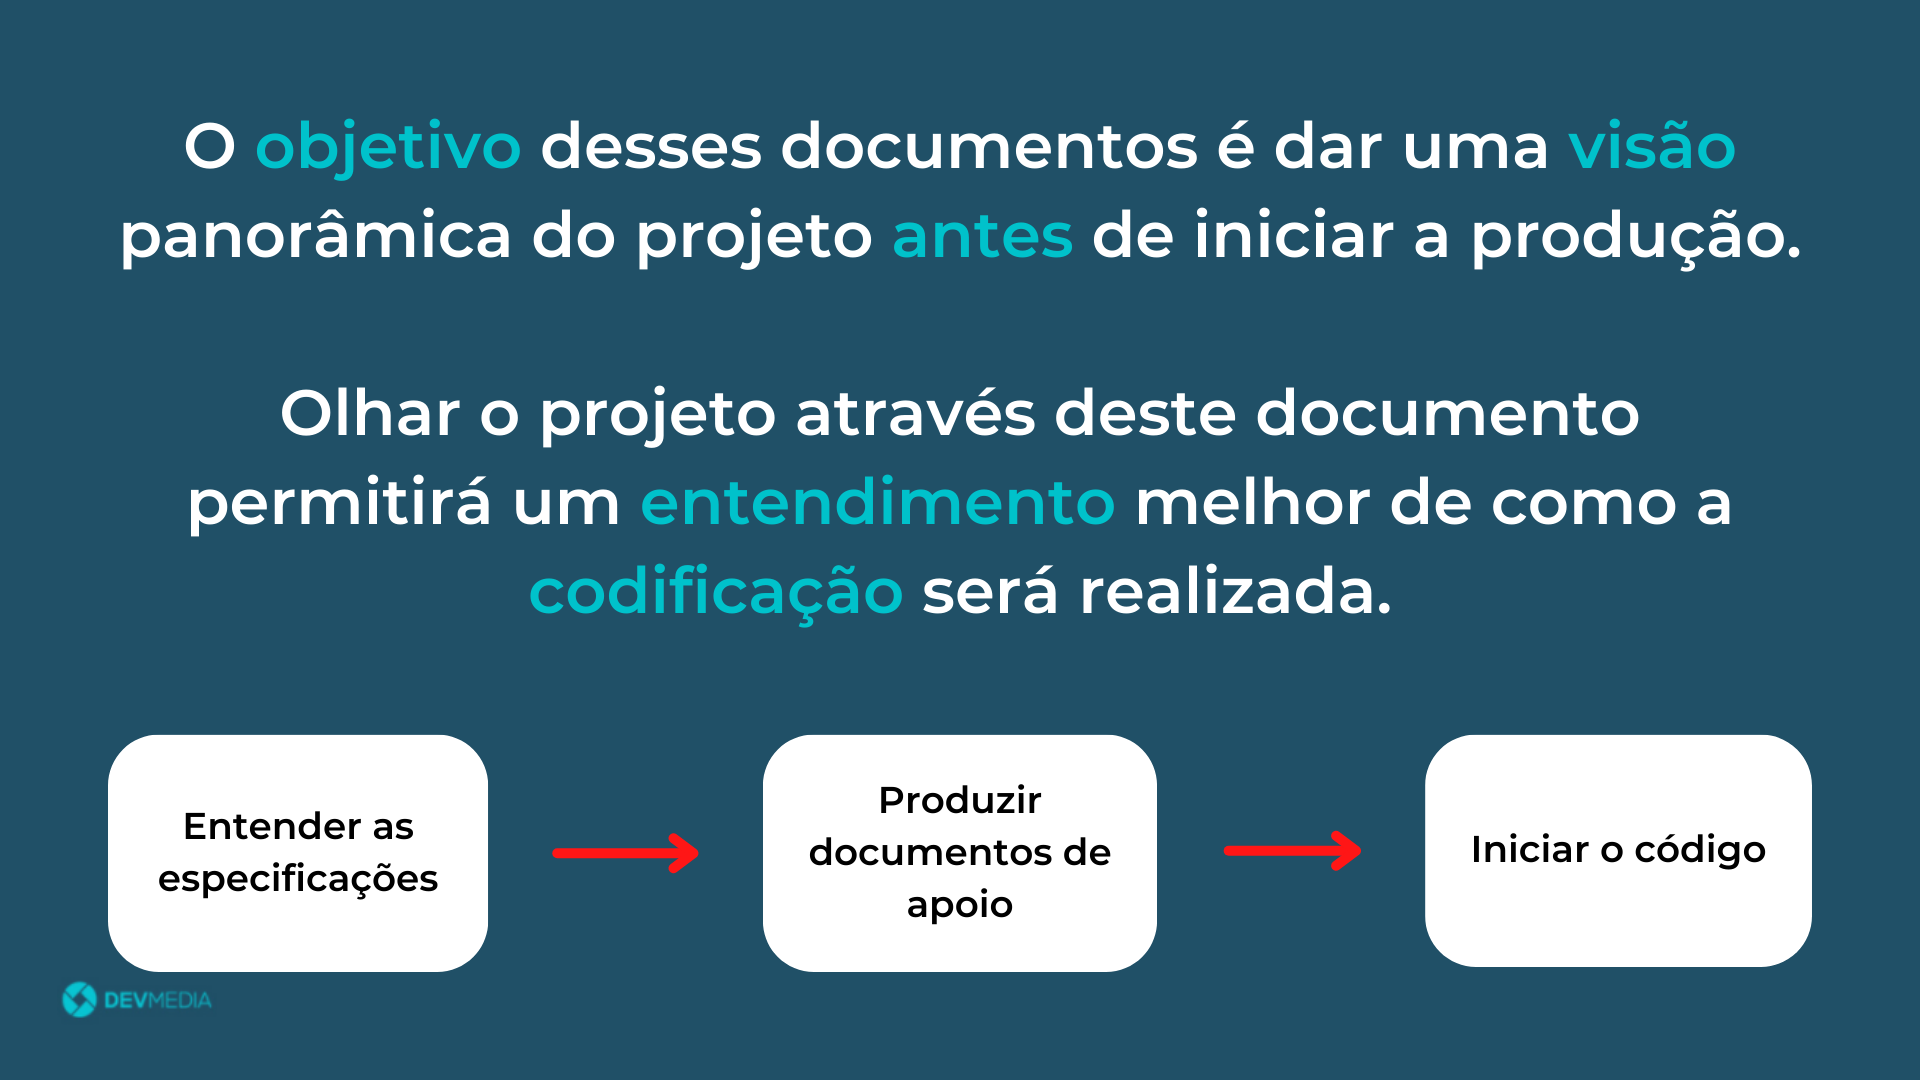 O objetivo desses documentos é dar uma visão
panorâmica do projeto antes de iniciar a produção.
Olhar o projeto através deste documento
permitirá um entendimento melhor de como a
codificação será realizada.
Entender as
especificações
Produzir
documentos de
apoio
Iniciar o código
DEVMEDIA